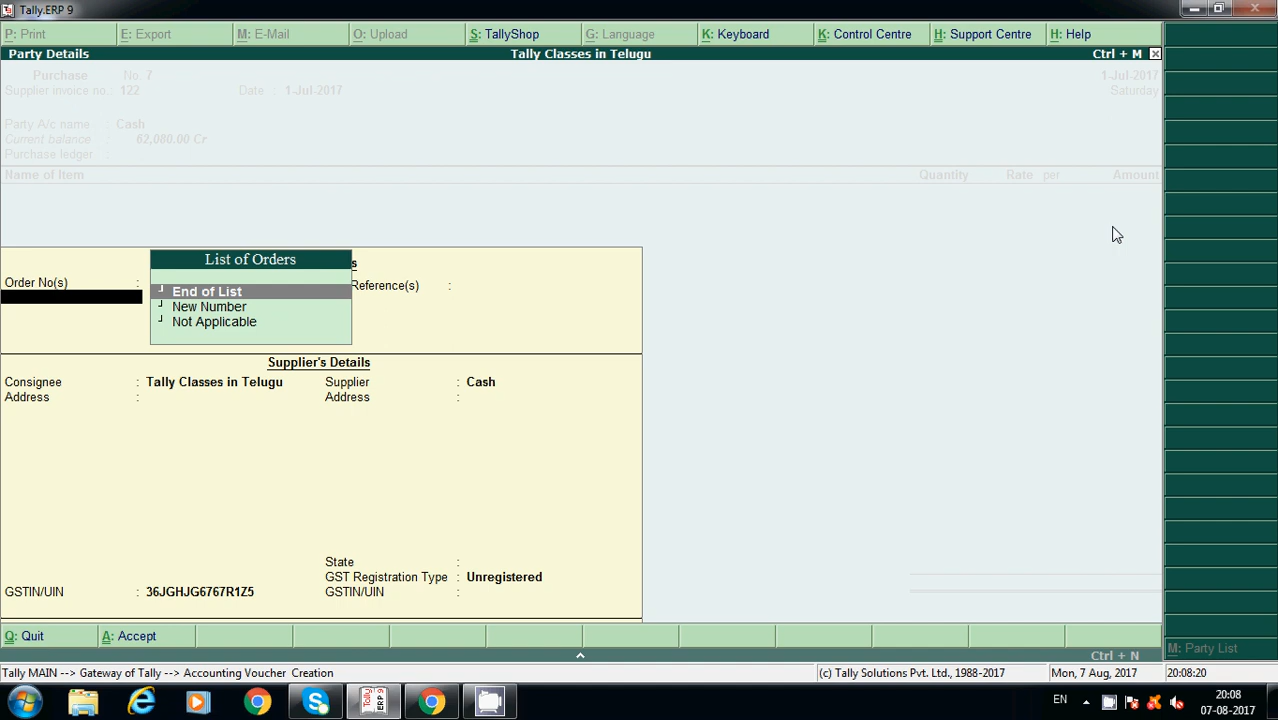 Tally.ERP 9
P: Print E: Export M: E-Mail O: Upload S: TallyShop G: Language K: Keyboard K: Control Centre H: Support Centre H: Help
Party Details Tally Classes in Telugu Ctrl + M
Purchase No. 7 1-Jul-2017
Supplier invoice no.: 122 Date : 1-Jul-2017 Saturday
Party A/c name : Cash
Current balance : 62,080.00 Cr
Purchase ledger :
Name of Item Quantity Rate per Amount
List of Orders s
Order No(s) : Reference(s) :
End of List
New Number
Not Applicable
Supplier's Details
Consignee : Tally Classes in Telugu Supplier : Cash
Address : Address :
State :
GST Registration Type : Unregistered
GSTIN/UIN : 36JGHJG6767R1Z5 GSTIN/UIN :
Q: Quit A: Accept M: Party List
Ctrl + N
Tally MAIN --> Gateway of Tally --> Accounting Voucher Creation (c) Tally Solutions Pvt. Ltd., 1988-2017 Mon, 7 Aug, 2017 20:08:20
Tally ERP 9 EN 20:08
07-08-2017